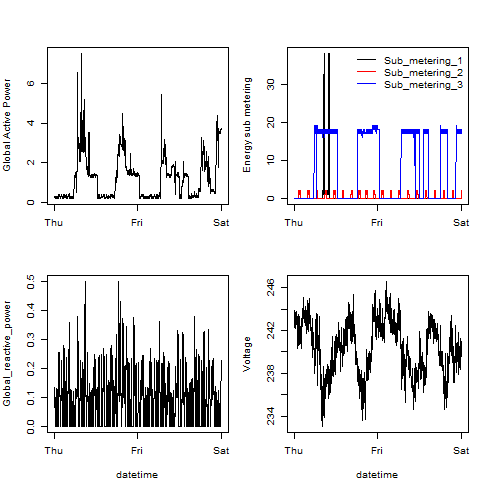 Global Active Power
0
2
4
6
Thu
Fri
Sat
Energy sub metering
0
10
20
30
Sub_metering_1
Sub_metering_2
Sub_metering_3
Thu
Fri
Sat
Global_reactive_power
0.0
0.1
0.2
0.3
0.4
0.5
Thu
Fri
Sat
datetime
Voltage
234
238
242
246
Thu
Fri
Sat
datetime